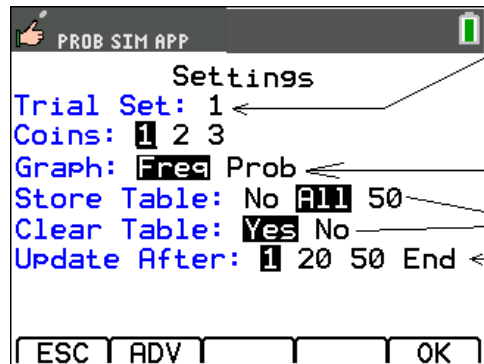 PROB SIM APP
Settings
Trial Set: 1
Coins: 1 2 3
Graph: Freq Prob
Store Table: No All 50
Clear Table: Yes No
Update After: 1 20 50 End
ESC ADV OK